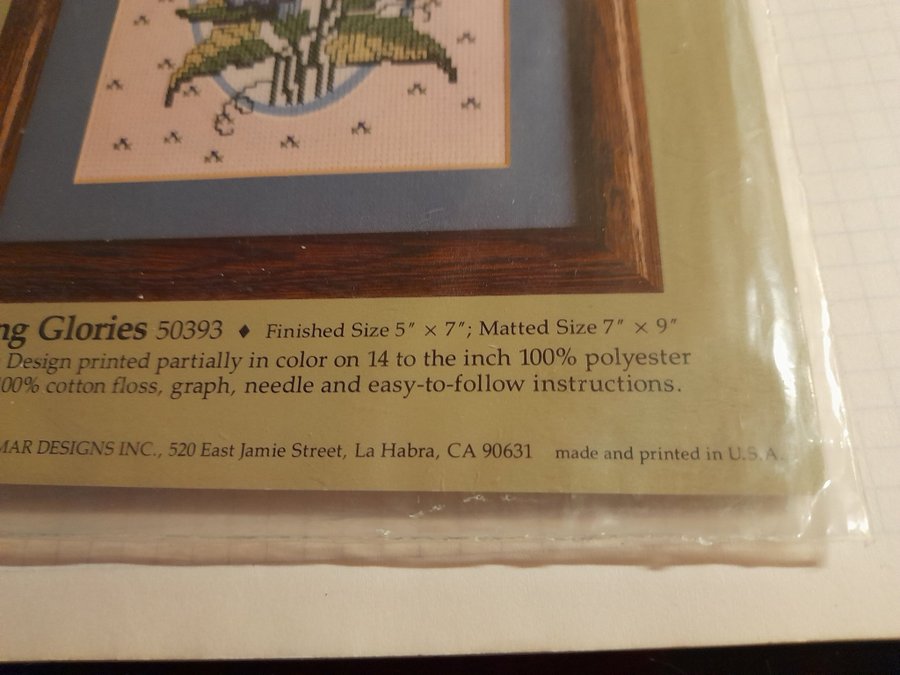 ng Glories 50393 ♦ Finished Size 5″ × 7″; Matted Size 7″ × 9″
Design printed partially in color on 14 to the inch 100% polyester
00% cotton floss, graph, needle and easy-to-follow instructions.
MAR DESIGNS INC., 520 East Jamie Street, La Habra, CA 90631 made and printed in U.S.A.